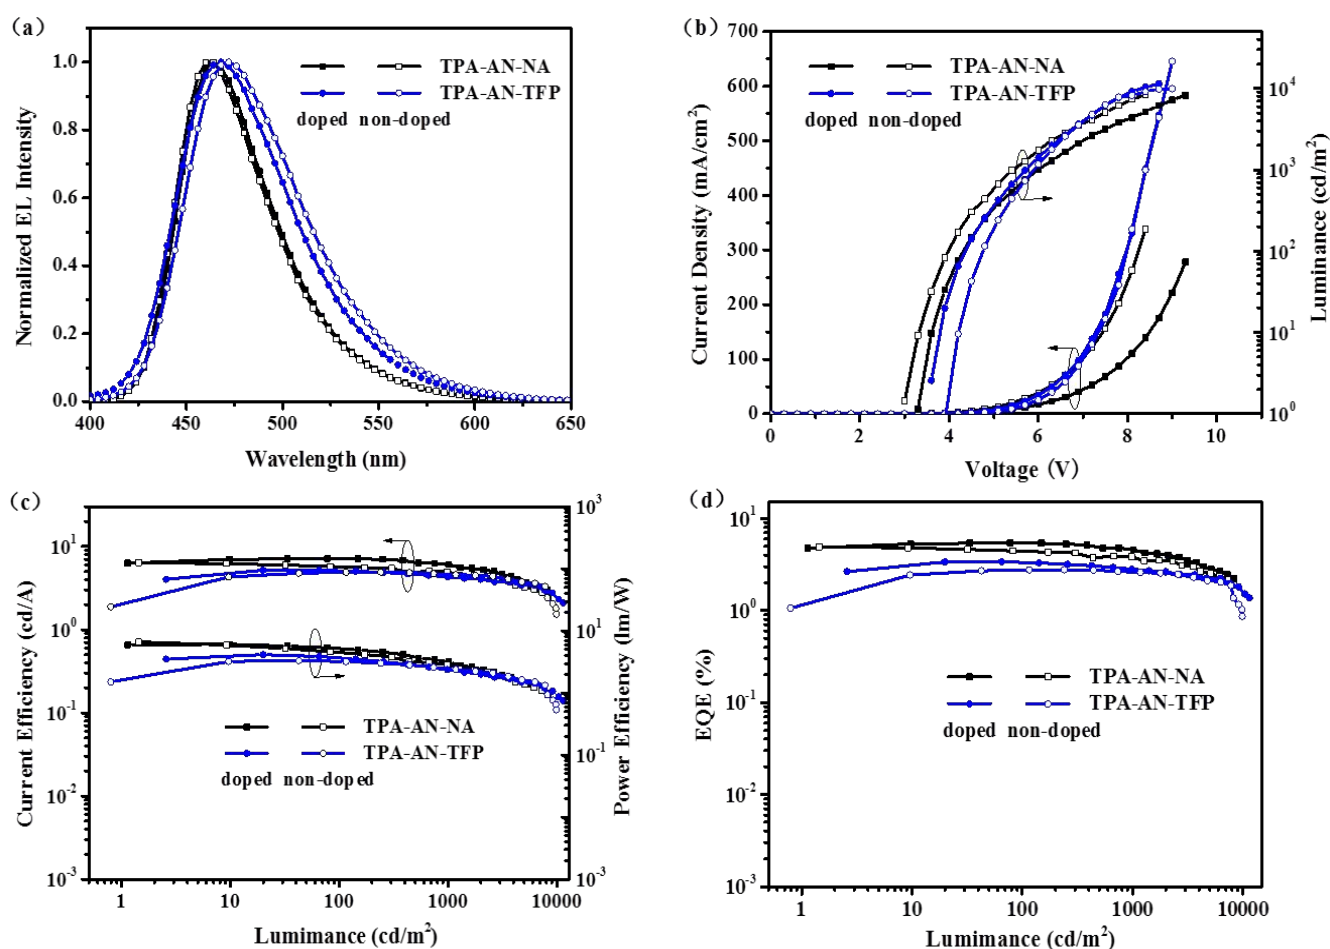 (a)
Normalized EL Intensity
1.0
0.8
0.6
0.4
0.2
0.0
TPA-AN-NA
TPA-AN-TFP
doped non-doped
400 450 500 550 600 650
Wavelength (nm)
(b)
Current Density (mA/cm²)
700
600
500
400
300
200
100
0
TPA-AN-NA
TPA-AN-TFP
doped non-doped
10⁴
10³
10²
10¹
10⁰
Luminance (cd/m²)
0 2 4 6 8 10
Voltage (V)
(c)
Current Efficiency (cd/A)
10¹
10⁰
10⁻¹
10⁻²
10⁻³
TPA-AN-NA
TPA-AN-TFP
doped non-doped
10³
10¹
10⁻¹
10⁻³
Power Efficiency (lm/W)
1 10 100 1000 10000
Lumimance (cd/m²)
(d)
EQE (%)
10¹
10⁰
10⁻¹
10⁻²
10⁻³
TPA-AN-NA
TPA-AN-TFP
doped non-doped
1 10 100 1000 10000
Lumimance (cd/m²)